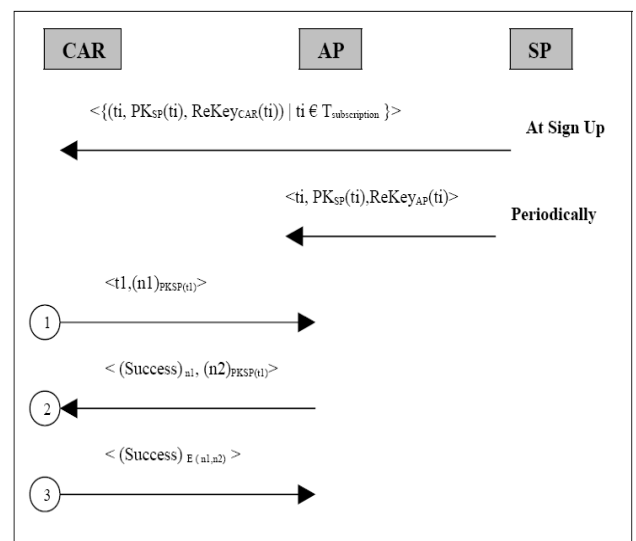 CAR AP SP
<{(ti, PKSP(ti), ReKeyCAR(ti)) | ti € Tsubscription }>
At Sign Up
<ti, PKSP(ti),ReKeyAP(ti)>
Periodically
<t1,(n1)PKSP(t1)>
1
< (Success) n1, (n2)PKSP(t1)>
2
< (Success) E ( n1,n2) >
3